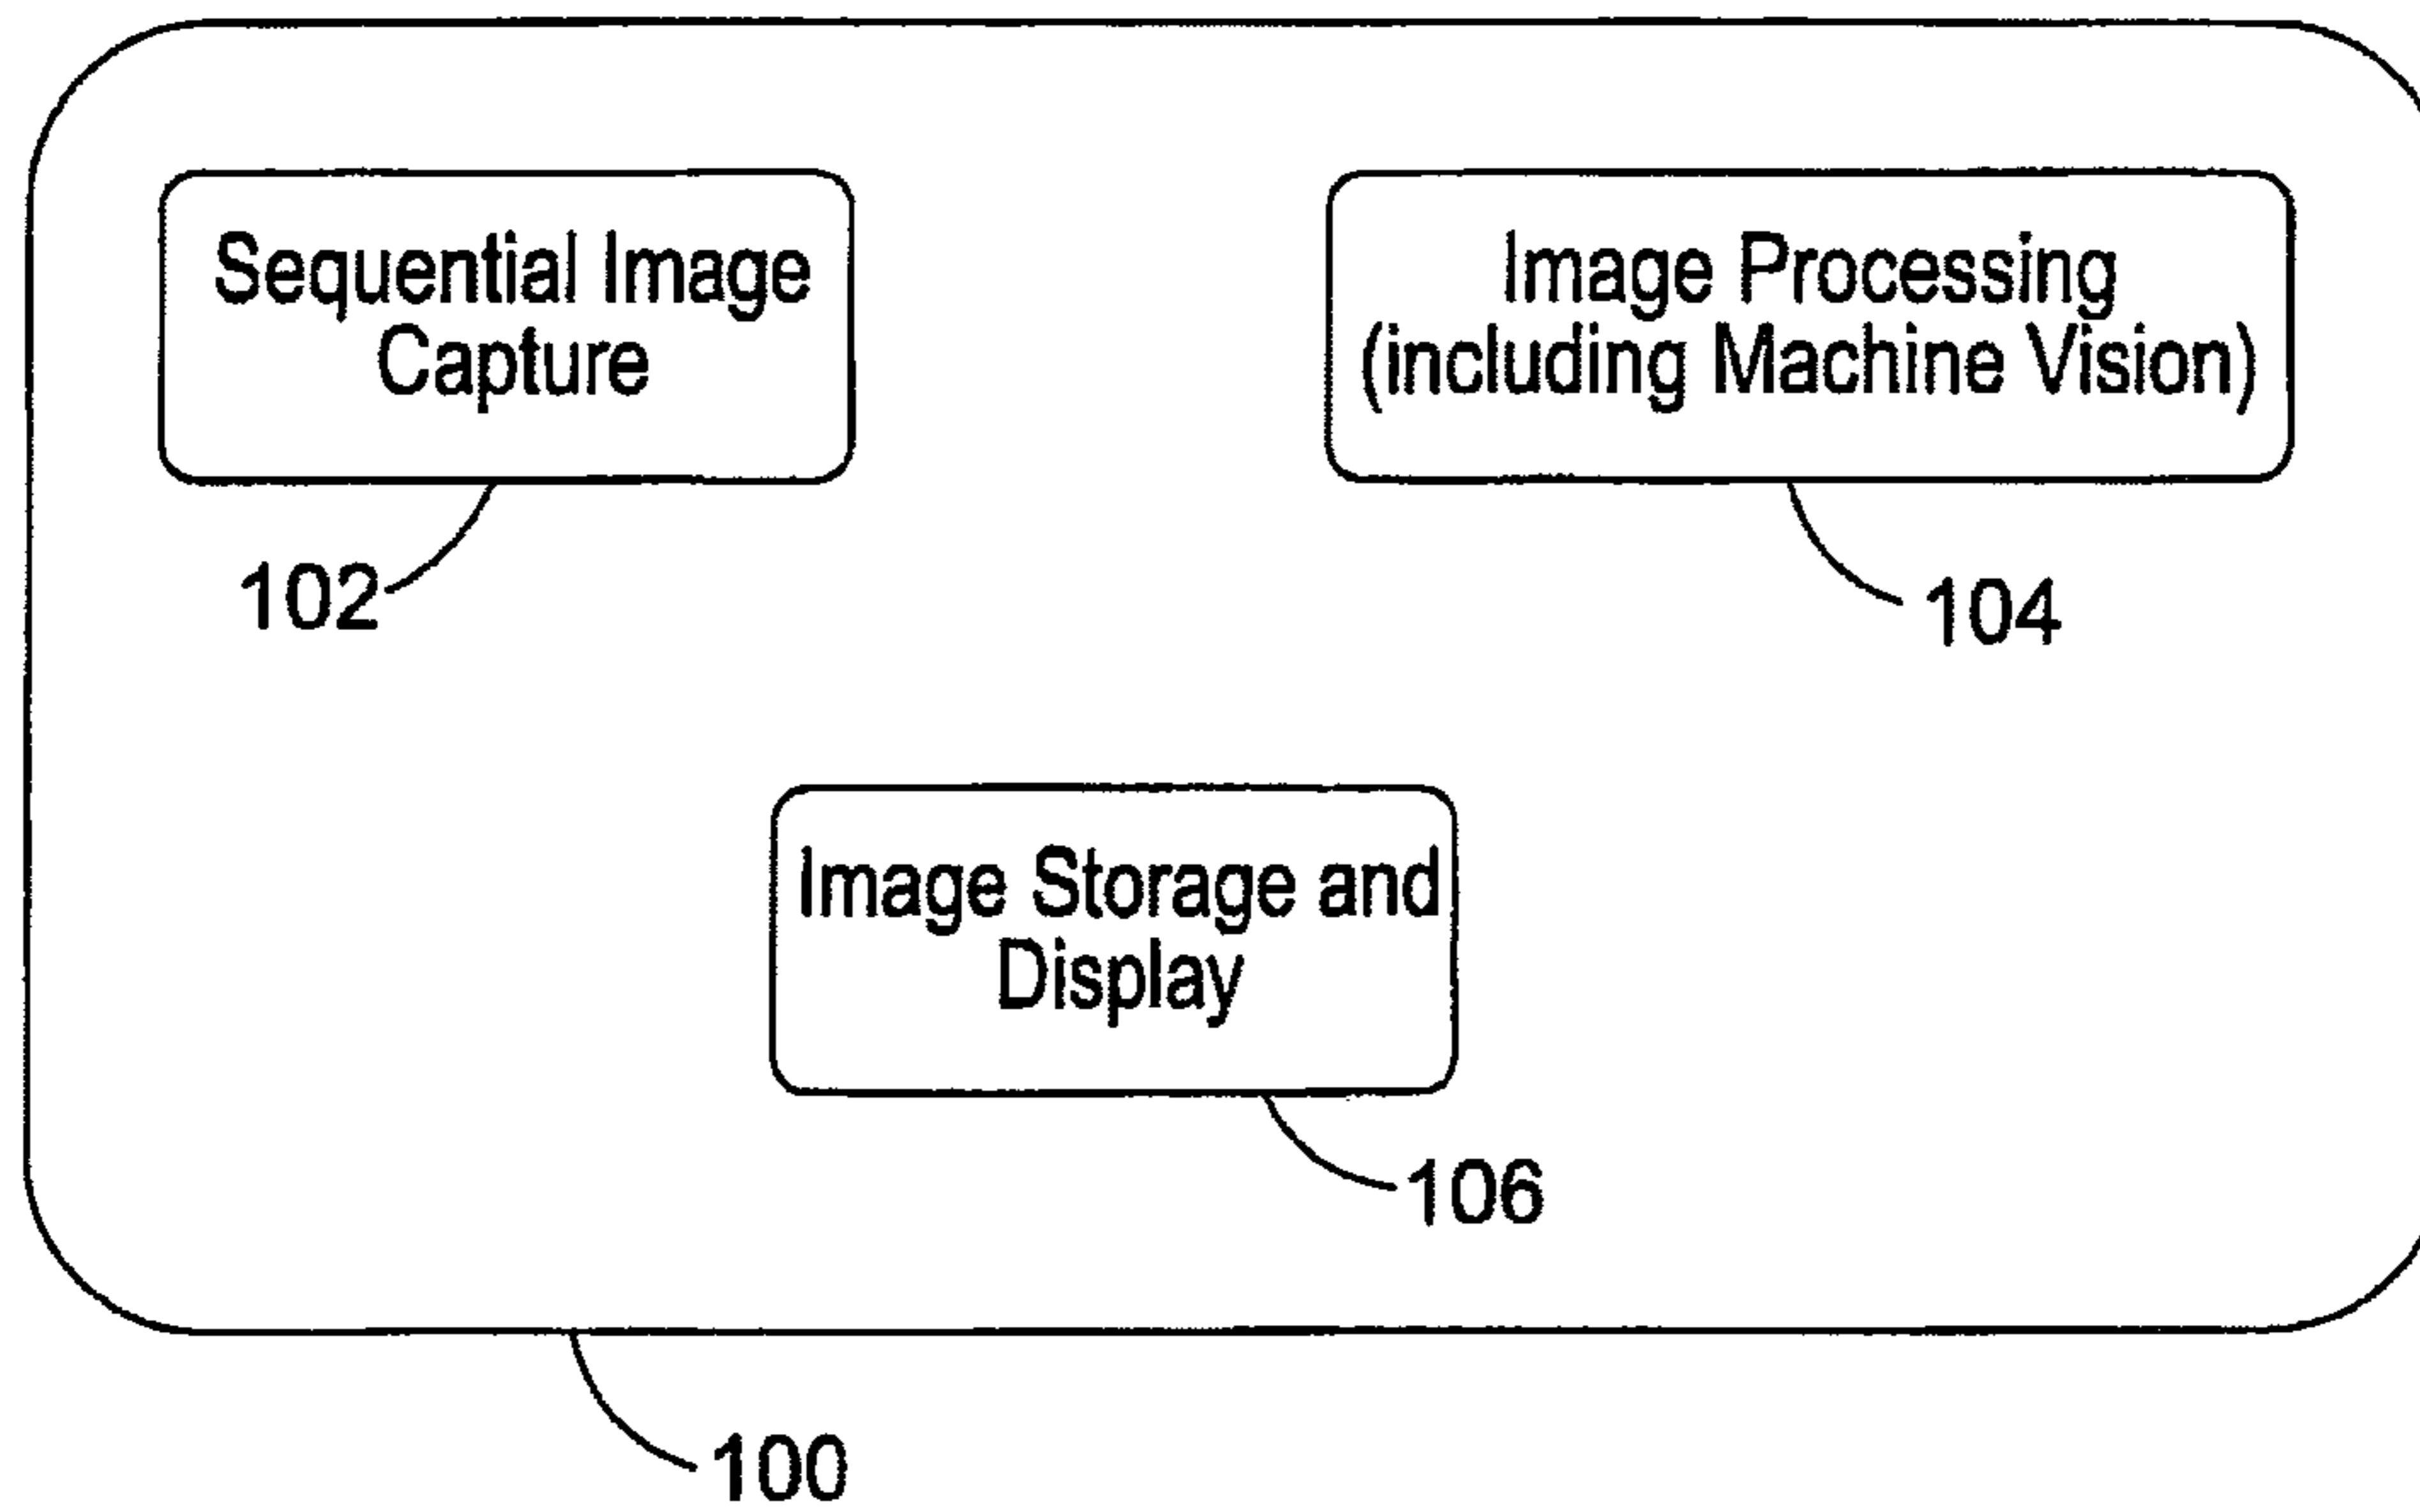 Sequential Image
Capture
102
Image Processing
(including Machine Vision)
104
Image Storage and
Display
106
100